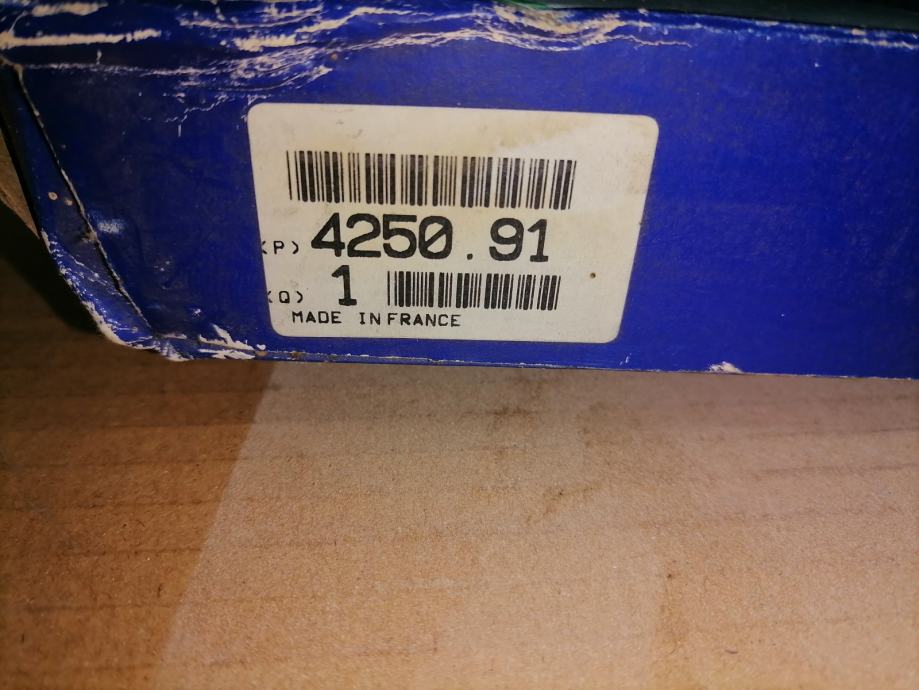 (P) 4250.91
(Q) 1
MADE IN FRANCE